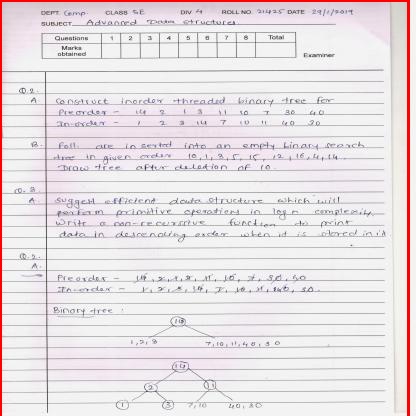 DEPT. Comp. CLASS SE DIV 4 ROLL NO. 21425 DATE 29/1/2019
SUBJECT Advanced Data structures.
Questions 1 2 3 4 5 6 7 8 Total
Marks obtained
Examiner
Q.2.
A. Construct inorder threaded binary tree for
Preorder - 14 2 1 3 11 10 7 30 40
In-order - 1 2 3 14 7 10 11 40 30
B. Foll. are inserted into an empty binary search
tree in given order 10, 1, 3, 5, 15, 12, 16, 4, 14.
Draw tree after deletion of 10.
Q.3.
A. Suggest efficient data structure which will
perform primitive operations in log n complexity.
Write a non-recursive function to print
data in descending order when it is stored in it
Q.2.
A.
Preorder - 14, 2, 1, 3, 11, 10, 7, 30, 40
In-order - 1, 2, 3, 14, 7, 10, 11, 40, 30.
Binary tree :
14
1, 2, 3 7, 10, 11, 40, 30
14
2 11
1 3 7, 10 40, 30